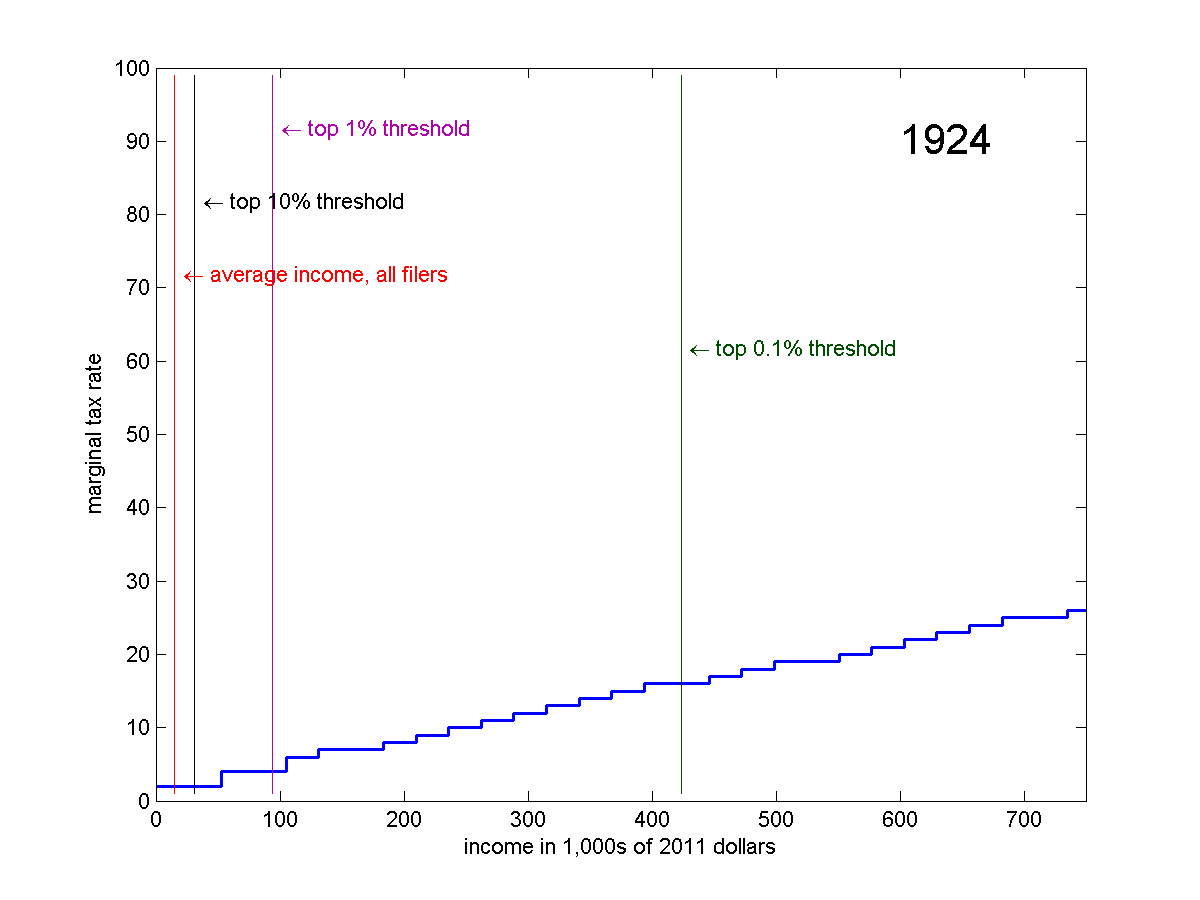 100
90
80
70
60
50
40
30
20
10
0
marginal tax rate
1924
← top 1% threshold
← top 10% threshold
← average income, all filers
← top 0.1% threshold
0 100 200 300 400 500 600 700
income in 1,000s of 2011 dollars